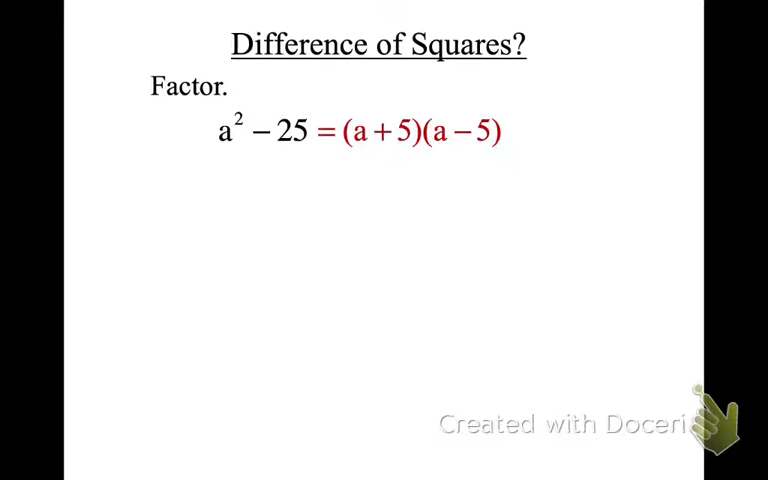 Difference of Squares?
Factor.
a² − 25 = (a + 5)(a − 5)
Created with Doceri